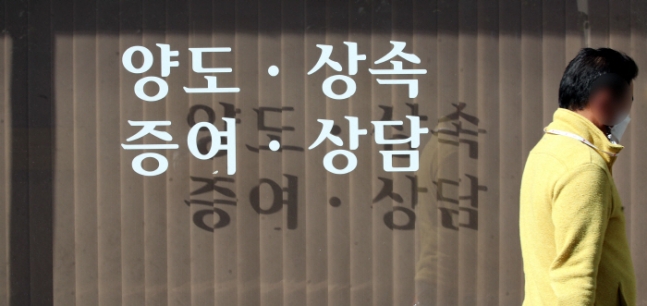 양도 · 상속
증여 · 상담